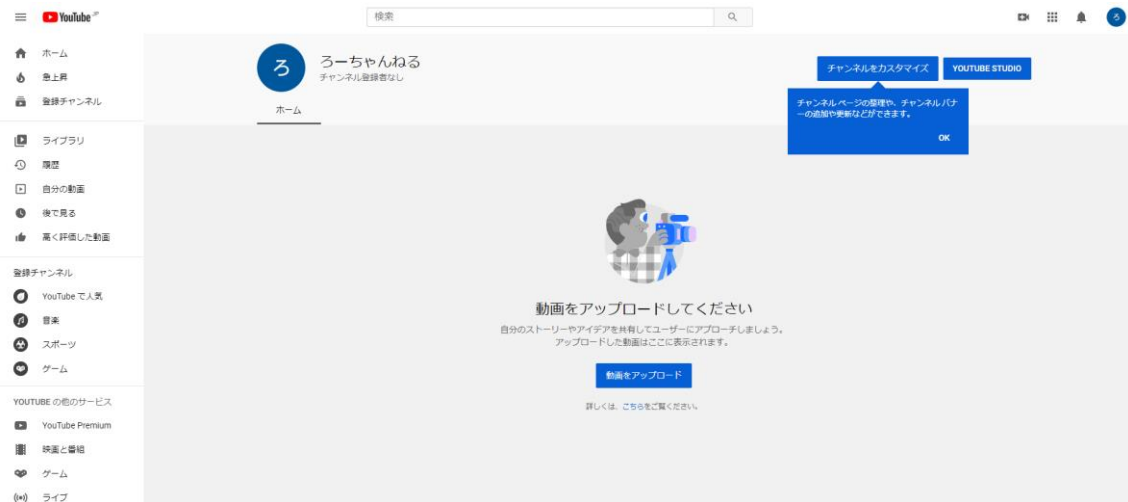 YouTube JP
検索
ろ
ホーム
急上昇
登録チャンネル
ライブラリ
履歴
自分の動画
後で見る
高く評価した動画
登録チャンネル
YouTube で人気
音楽
スポーツ
ゲーム
YOUTUBE の他のサービス
YouTube Premium
映画と番組
ゲーム
ライブ
ろ
ろーちゃんねる
チャンネル登録者なし
チャンネルをカスタマイズ
YOUTUBE STUDIO
ホーム
チャンネル ページの整理や、チャンネル バナ
ーの追加や更新などができます。
OK
動画をアップロードしてください
自分のストーリーやアイデアを共有してユーザーにアプローチしましょう。
アップロードした動画はここに表示されます。
動画をアップロード
詳しくは、こちらをご覧ください。